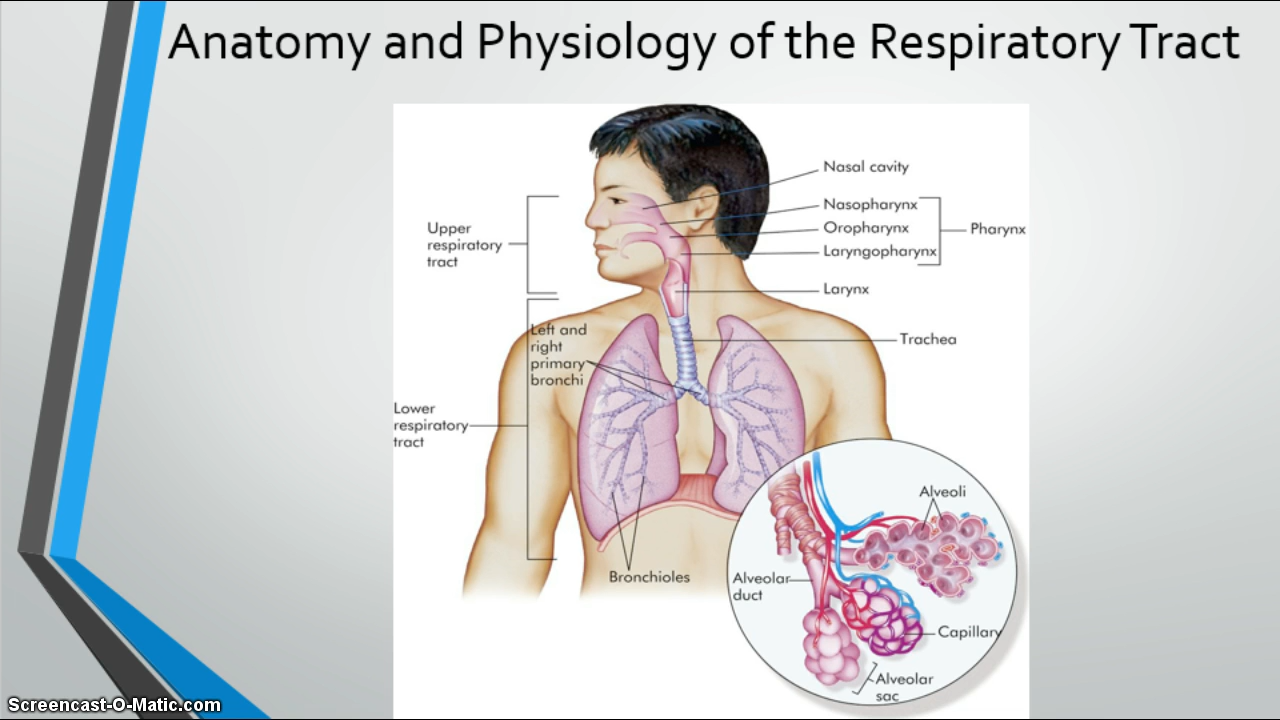 Anatomy and Physiology of the Respiratory Tract
Nasal cavity
Nasopharynx
Oropharynx
Laryngopharynx
Pharynx
Larynx
Trachea
Upper
respiratory
tract
Left and
right
primary
bronchi
Lower
respiratory
tract
Bronchioles
Alveoli
Alveolar
duct
Capillary
Alveolar
sac
Screencast-O-Matic.com